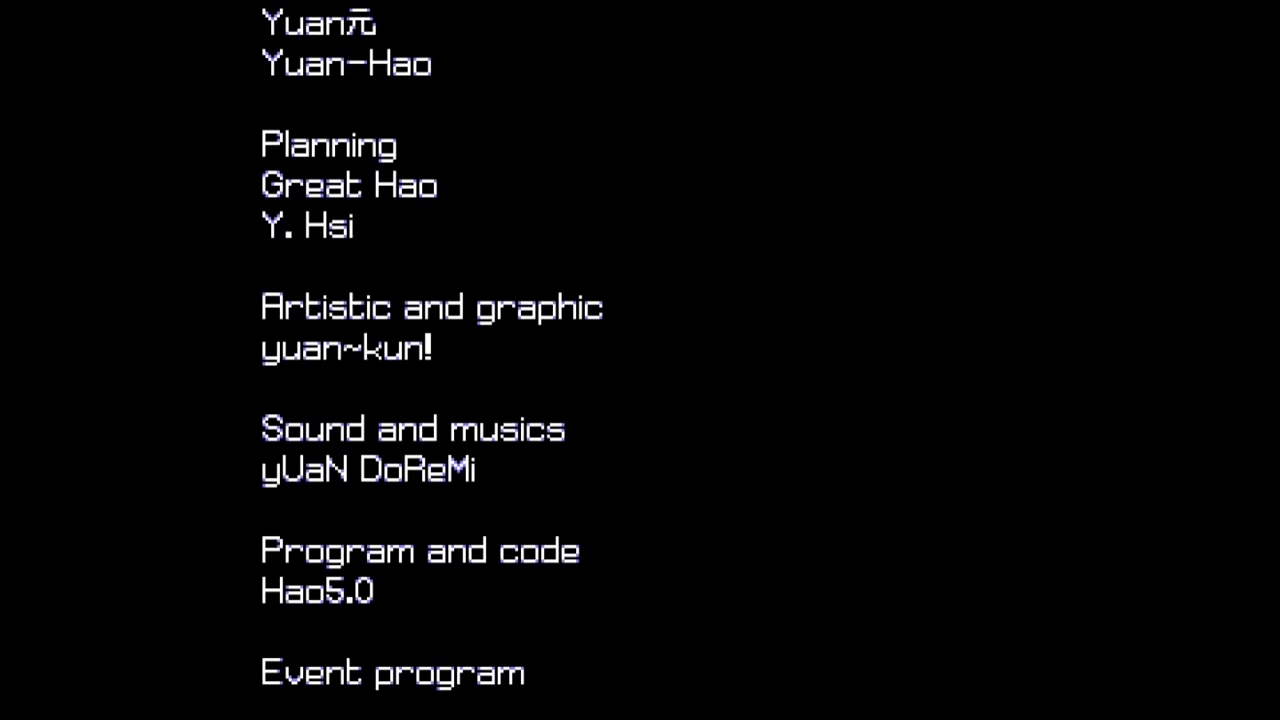 Yuan元
Yuan-Hao
Planning
Great Hao
Y. Hsi
Artistic and graphic
yuan~kun!
Sound and musics
yUaN DoReMi
Program and code
Hao5.0
Event program